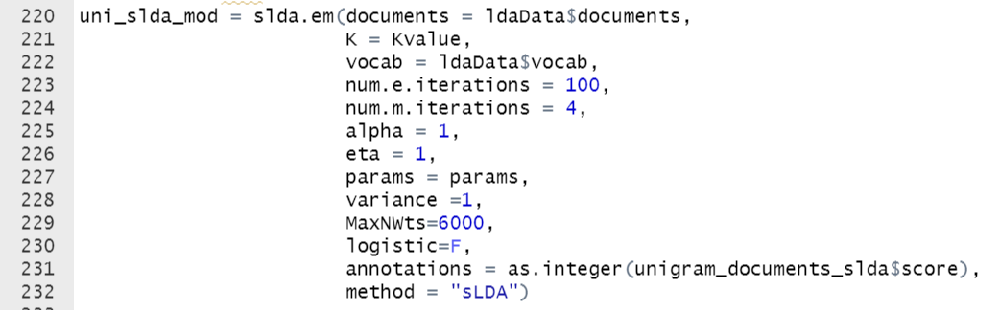 220 uni_slda_mod = slda.em(documents = ldaData$documents,
221 K = Kvalue,
222 vocab = ldaData$vocab,
223 num.e.iterations = 100,
224 num.m.iterations = 4,
225 alpha = 1,
226 eta = 1,
227 params = params,
228 variance =1,
229 MaxNWts=6000,
230 logistic=F,
231 annotations = as.integer(unigram_documents_slda$score),
232 method = "sLDA")